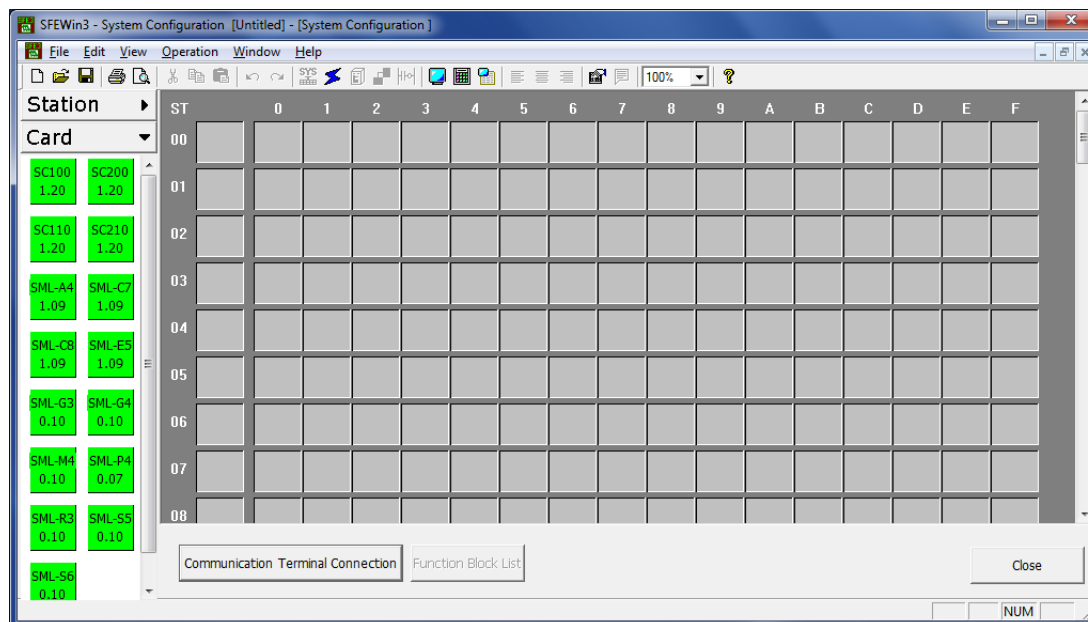 SFEWin3 - System Configuration [Untitled] - [System Configuration ]
File Edit View Operation Window Help
SYS 100% ?
Station
Card
ST 0 1 2 3 4 5 6 7 8 9 A B C D E F
00
01
02
03
04
05
06
07
08
SC100 SC200
1.20 1.20
SC110 SC210
1.20 1.20
SML-A4 SML-C7
1.09 1.09
SML-C8 SML-E5
1.09 1.09
SML-G3 SML-G4
0.10 0.10
SML-M4 SML-P4
0.10 0.07
SML-R3 SML-S5
0.10 0.10
SML-S6
0.10
Communication Terminal Connection Function Block List Close
NUM